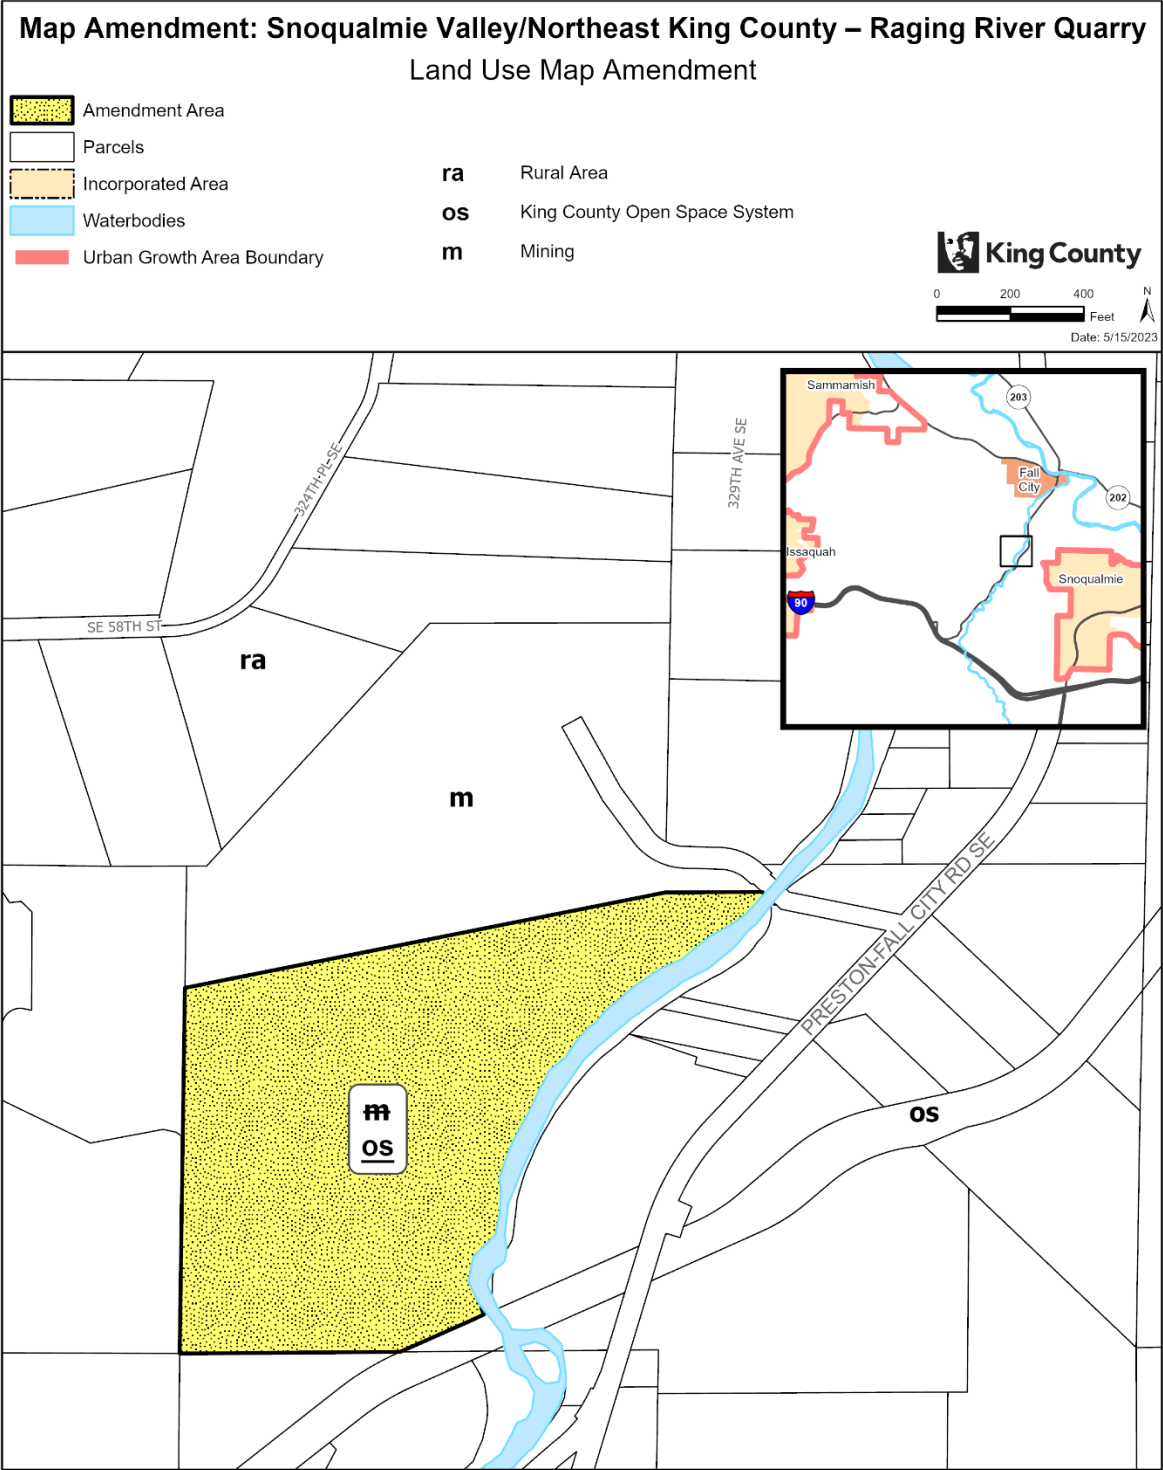 Map Amendment: Snoqualmie Valley/Northeast King County – Raging River Quarry
Land Use Map Amendment
Amendment Area
Parcels
Incorporated Area
Waterbodies
Urban Growth Area Boundary
ra Rural Area
os King County Open Space System
m Mining
King County
0 200 400
Feet
N
Date: 5/15/2023
Sammamish
203
Fall
City
202
Issaquah
Snoqualmie
90
324TH PL SE
329TH AVE SE
SE 58TH ST
ra
m
PRESTON-FALL CITY RD SE
m
os
os